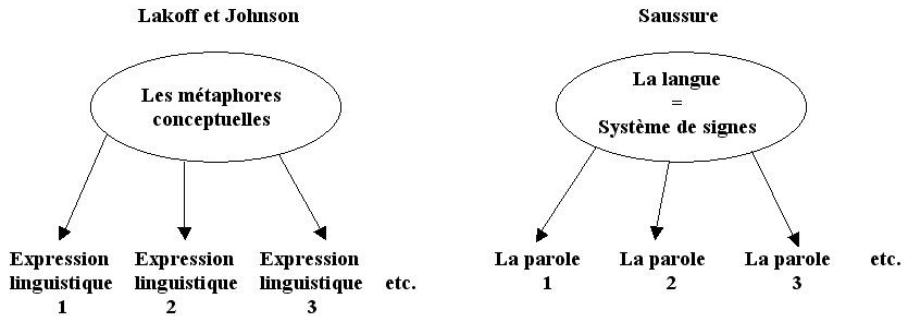 Lakoff et Johnson
Les métaphores
conceptuelles
Expression
linguistique
1
Expression
linguistique
2
Expression
linguistique
3
etc.
Saussure
La langue
=
Système de signes
La parole
1
La parole
2
La parole
3
etc.